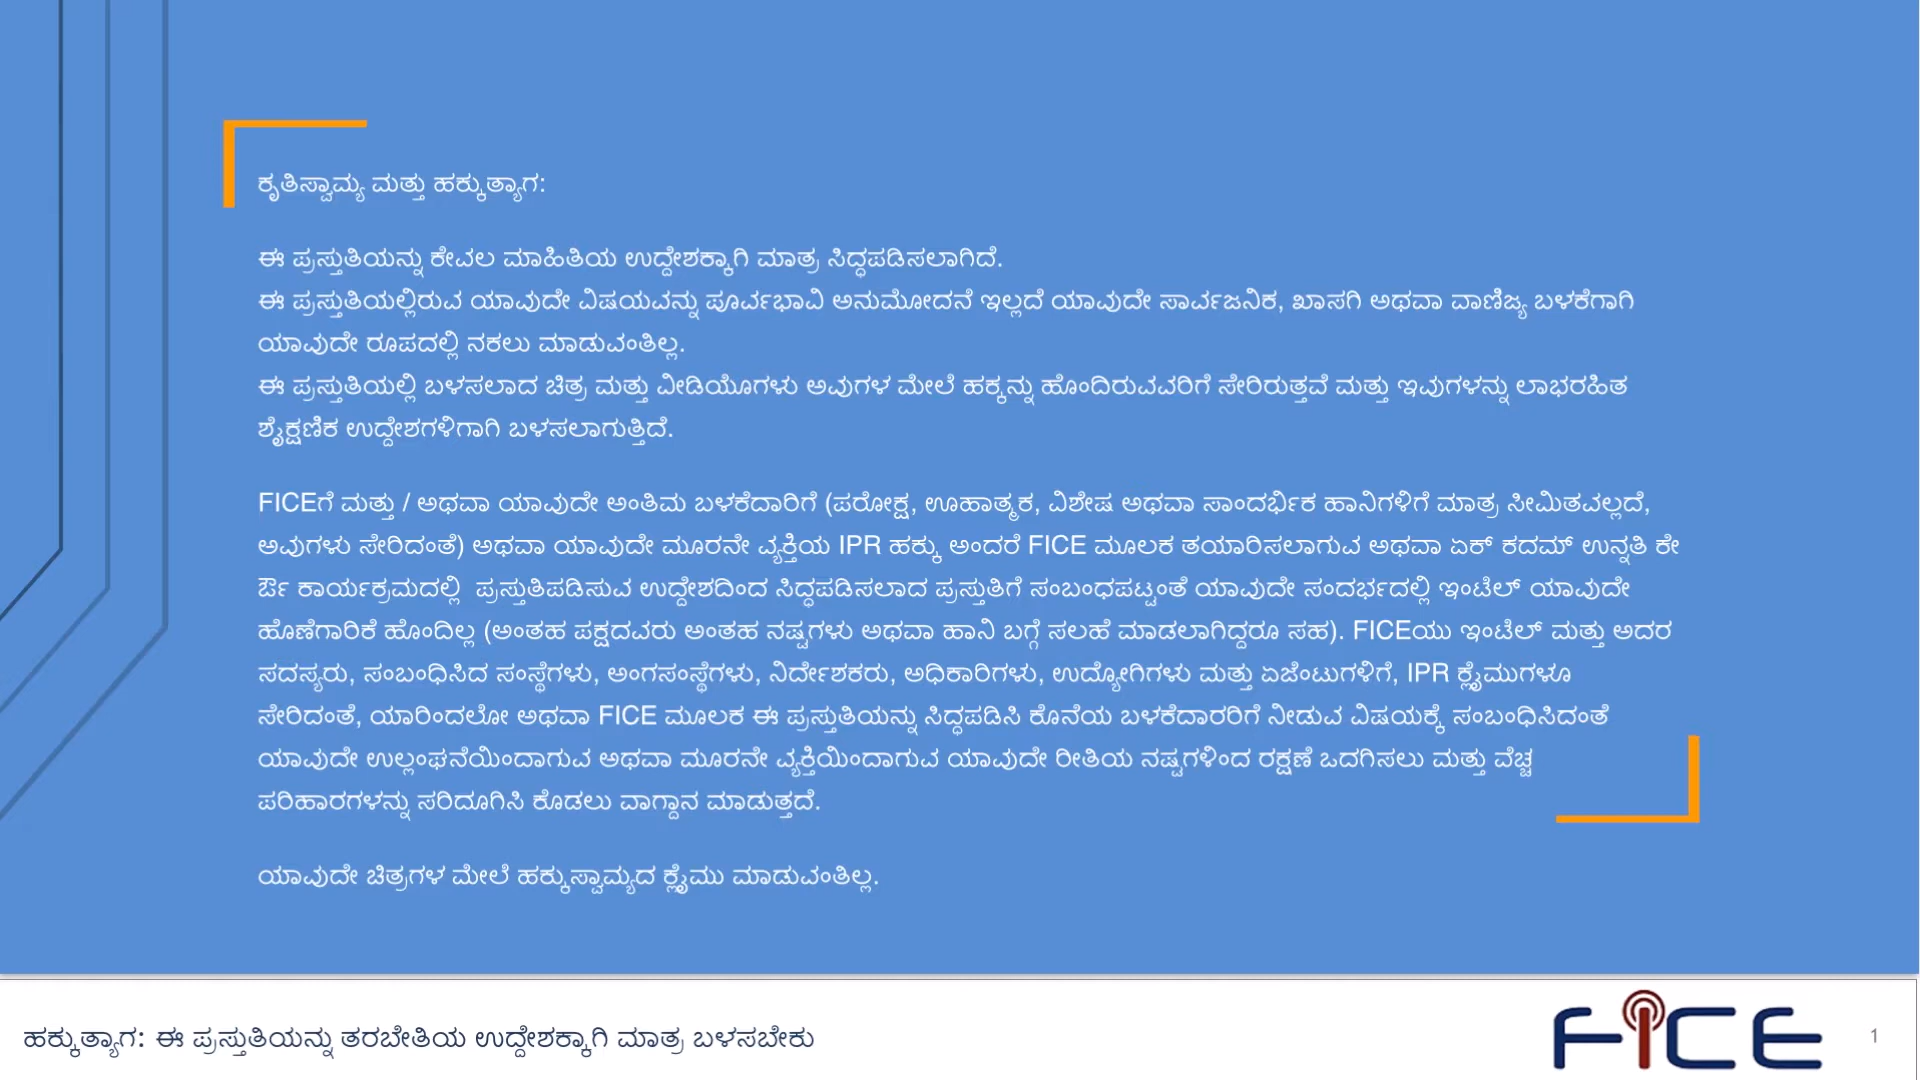 ಕೃತಿಸ್ವಾಮ್ಯ ಮತ್ತು ಹಕ್ಕುತ್ಯಾಗ:
ಈ ಪ್ರಸ್ತುತಿಯನ್ನು ಕೇವಲ ಮಾಹಿತಿಯ ಉದ್ದೇಶಕ್ಕಾಗಿ ಮಾತ್ರ ಸಿದ್ಧಪಡಿಸಲಾಗಿದೆ.
ಈ ಪ್ರಸ್ತುತಿಯಲ್ಲಿರುವ ಯಾವುದೇ ವಿಷಯವನ್ನು ಪೂರ್ವಭಾವಿ ಅನುಮೋದನೆ ಇಲ್ಲದೆ ಯಾವುದೇ ಸಾರ್ವಜನಿಕ, ಖಾಸಗಿ ಅಥವಾ ವಾಣಿಜ್ಯ ಬಳಕೆಗಾಗಿ
ಯಾವುದೇ ರೂಪದಲ್ಲಿ ನಕಲು ಮಾಡುವಂತಿಲ್ಲ.
ಈ ಪ್ರಸ್ತುತಿಯಲ್ಲಿ ಬಳಸಲಾದ ಚಿತ್ರ ಮತ್ತು ವೀಡಿಯೊಗಳು ಅವುಗಳ ಮೇಲೆ ಹಕ್ಕನ್ನು ಹೊಂದಿರುವವರಿಗೆ ಸೇರಿರುತ್ತವೆ ಮತ್ತು ಇವುಗಳನ್ನು ಲಾಭರಹಿತ
ಶೈಕ್ಷಣಿಕ ಉದ್ದೇಶಗಳಿಗಾಗಿ ಬಳಸಲಾಗುತ್ತಿದೆ.
FICEಗೆ ಮತ್ತು / ಅಥವಾ ಯಾವುದೇ ಅಂತಿಮ ಬಳಕೆದಾರಿಗೆ (ಪರೋಕ್ಷ, ಊಹಾತ್ಮಕ, ವಿಶೇಷ ಅಥವಾ ಸಾಂದರ್ಭಿಕ ಹಾನಿಗಳಿಗೆ ಮಾತ್ರ ಸೀಮಿತವಲ್ಲದೆ,
ಅವುಗಳು ಸೇರಿದಂತೆ) ಅಥವಾ ಯಾವುದೇ ಮೂರನೇ ವ್ಯಕ್ತಿಯ IPR ಹಕ್ಕು ಅಂದರೆ FICE ಮೂಲಕ ತಯಾರಿಸಲಾಗುವ ಅಥವಾ ಏಕ್ ಕದಮ್ ಉನ್ನತಿ ಕೇ
ಔರ್ ಕಾರ್ಯಕ್ರಮದಲ್ಲಿ ಪ್ರಸ್ತುತಿಪಡಿಸುವ ಉದ್ದೇಶದಿಂದ ಸಿದ್ಧಪಡಿಸಲಾದ ಪ್ರಸ್ತುತಿಗೆ ಸಂಬಂಧಪಟ್ಟಂತೆ ಯಾವುದೇ ಸಂದರ್ಭದಲ್ಲಿ ಇಂಟೆಲ್ ಯಾವುದೇ
ಹೊಣೆಗಾರಿಕೆ ಹೊಂದಿಲ್ಲ (ಅಂತಹ ಪಕ್ಷದವರು ಅಂತಹ ನಷ್ಟಗಳು ಅಥವಾ ಹಾನಿ ಬಗ್ಗೆ ಸಲಹೆ ಮಾಡಲಾಗಿದ್ದರೂ ಸಹ). FICEಯು ಇಂಟೆಲ್ ಮತ್ತು ಅದರ
ಸದಸ್ಯರು, ಸಂಬಂಧಿಸಿದ ಸಂಸ್ಥೆಗಳು, ಅಂಗಸಂಸ್ಥೆಗಳು, ನಿರ್ದೇಶಕರು, ಅಧಿಕಾರಿಗಳು, ಉದ್ಯೋಗಿಗಳು ಮತ್ತು ಏಜೆಂಟುಗಳಿಗೆ, IPR ಕ್ಲೈಮುಗಳೂ
ಸೇರಿದಂತೆ, ಯಾರಿಂದಲೋ ಅಥವಾ FICE ಮೂಲಕ ಈ ಪ್ರಸ್ತುತಿಯನ್ನು ಸಿದ್ಧಪಡಿಸಿ ಕೊನೆಯ ಬಳಕೆದಾರರಿಗೆ ನೀಡುವ ವಿಷಯಕ್ಕೆ ಸಂಬಂಧಿಸಿದಂತೆ
ಯಾವುದೇ ಉಲ್ಲಂಘನೆಯಿಂದಾಗುವ ಅಥವಾ ಮೂರನೇ ವ್ಯಕ್ತಿಯಿಂದಾಗುವ ಯಾವುದೇ ರೀತಿಯ ನಷ್ಟಗಳಿಂದ ರಕ್ಷಣೆ ಒದಗಿಸಲು ಮತ್ತು ವೆಚ್ಚ
ಪರಿಹಾರಗಳನ್ನು ಸರಿದೂಗಿಸಿ ಕೊಡಲು ವಾಗ್ದಾನ ಮಾಡುತ್ತದೆ.
ಯಾವುದೇ ಚಿತ್ರಗಳ ಮೇಲೆ ಹಕ್ಕುಸ್ವಾಮ್ಯದ ಕ್ಲೈಮು ಮಾಡುವಂತಿಲ್ಲ.
ಹಕ್ಕುತ್ಯಾಗ: ಈ ಪ್ರಸ್ತುತಿಯನ್ನು ತರಬೇತಿಯ ಉದ್ದೇಶಕ್ಕಾಗಿ ಮಾತ್ರ ಬಳಸಬೇಕು
FICE
1